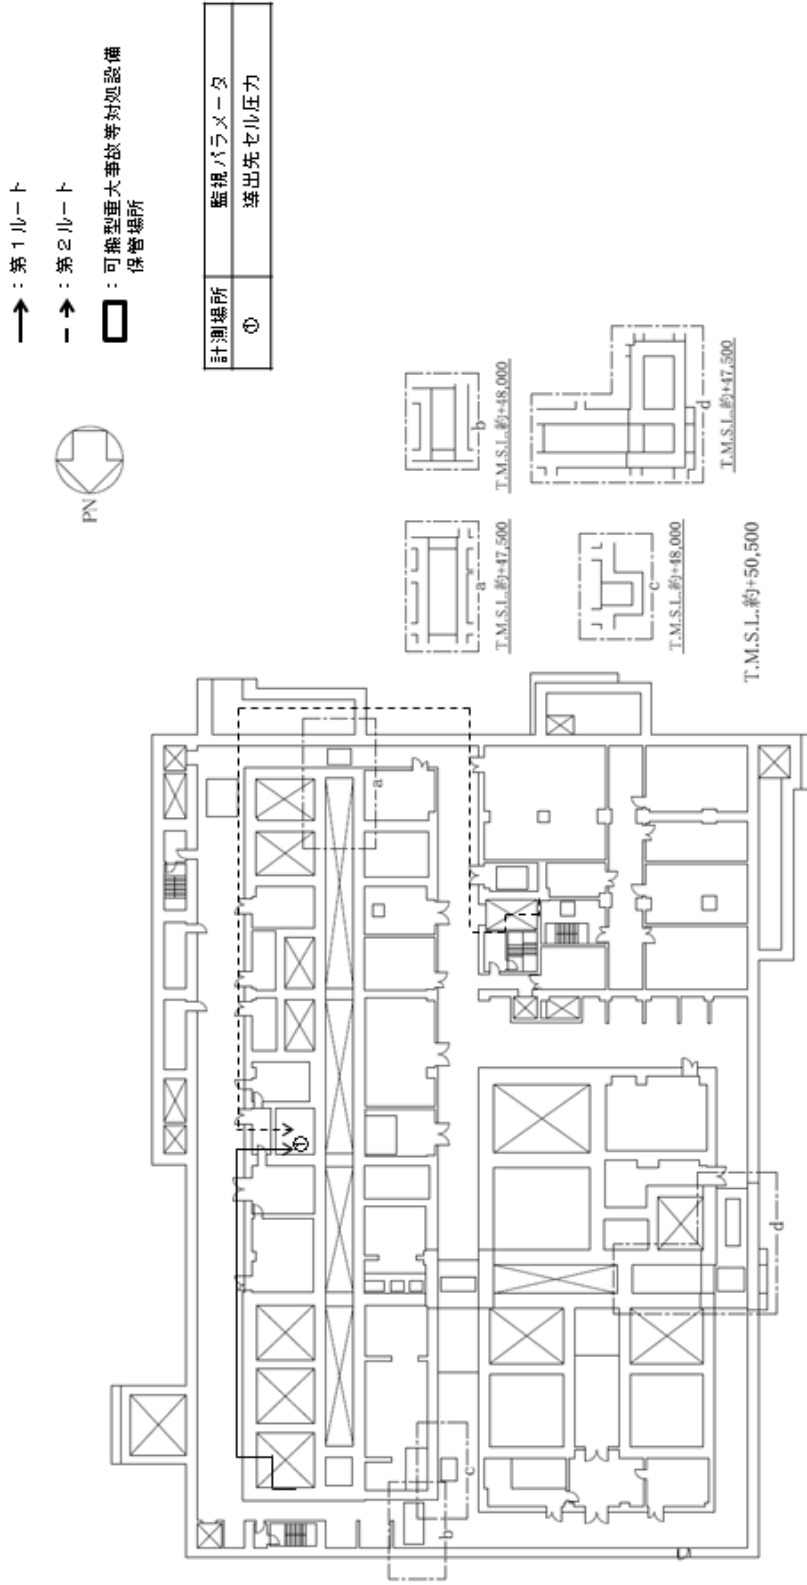 →：第１ルート
⇢：第２ルート
：可搬型重大事故等対処設備
保管場所
計測場所 監視パラメータ
① 導出先セル圧力
PN
a
T.M.S.L.約+47,500
b
T.M.S.L.約+48,000
c
T.M.S.L.約+48,000
d
T.M.S.L.約+47,500
T.M.S.L.約+50,500
①
a
b
c
d